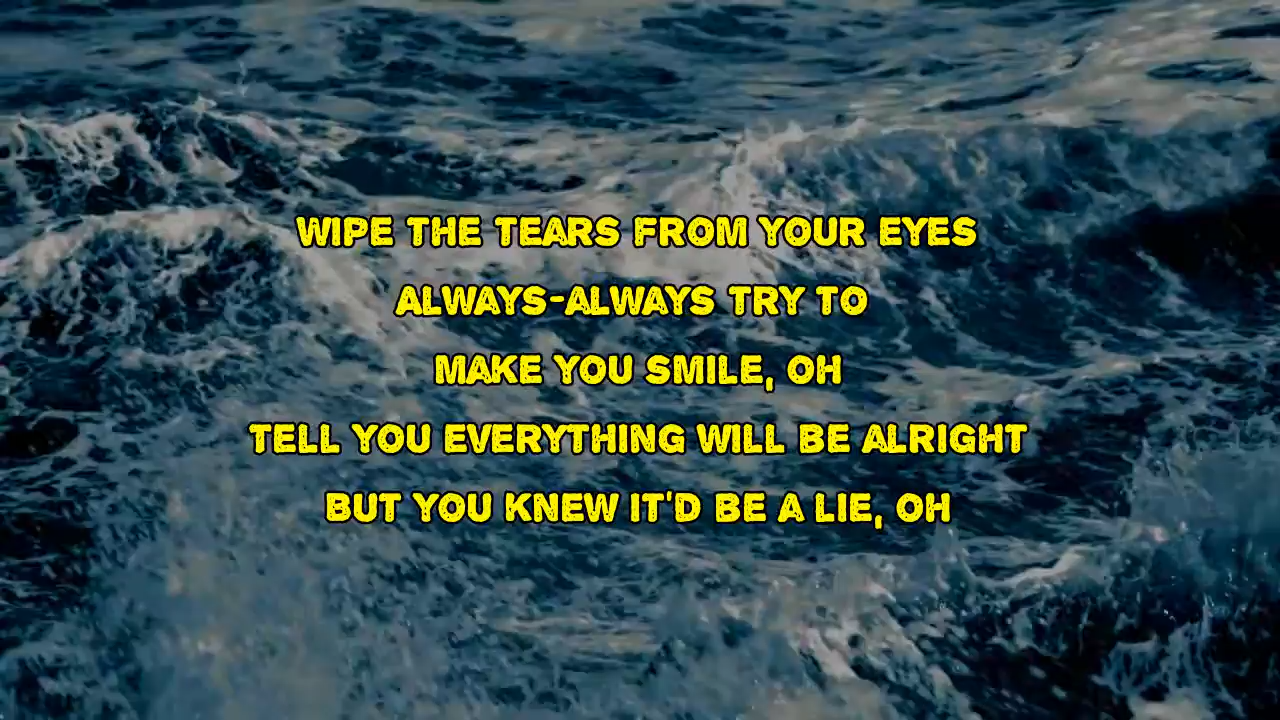 WIPE THE TEARS FROM YOUR EYES
ALWAYS-ALWAYS TRY TO
MAKE YOU SMILE, OH
TELL YOU EVERYTHING WILL BE ALRIGHT
BUT YOU KNEW IT'D BE A LIE, OH